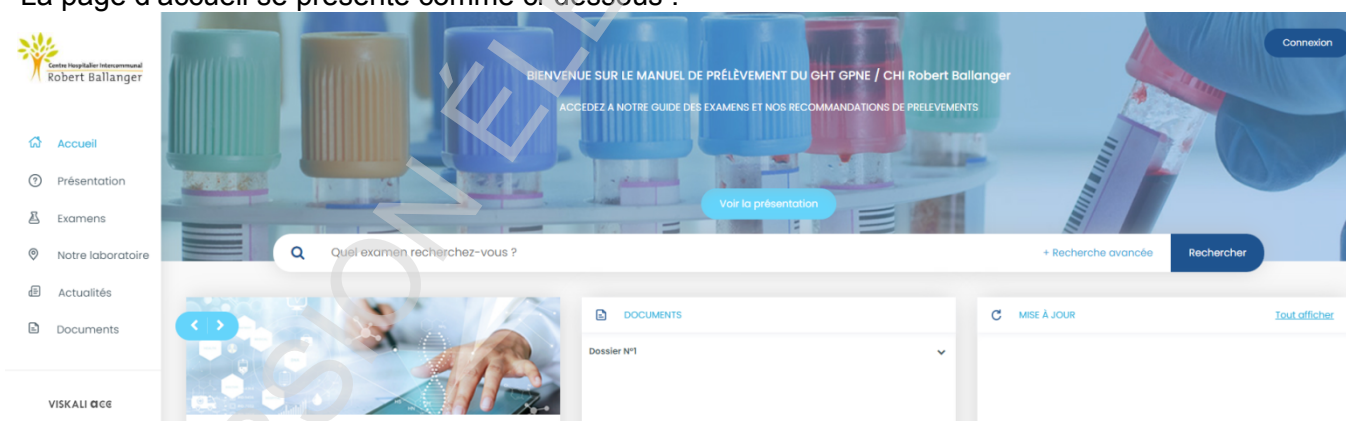 La page d'accueil se présente comme ci-dessous :
Centre Hospitalier Intercommunal
Robert Ballanger
Connexion
BIENVENUE SUR LE MANUEL DE PRÉLÈVEMENT DU GHT GPNE / CHI Robert Ballanger
ACCEDEZ A NOTRE GUIDE DES EXAMENS ET NOS RECOMMANDATIONS DE PRELEVEMENTS
Voir la présentation
Accueil
Présentation
Examens
Notre laboratoire
Actualités
Documents
VISKALI ace
Quel examen recherchez-vous ?
+ Recherche avancée
Rechercher
DOCUMENTS
Dossier N°1
MISE À JOUR
Tout afficher